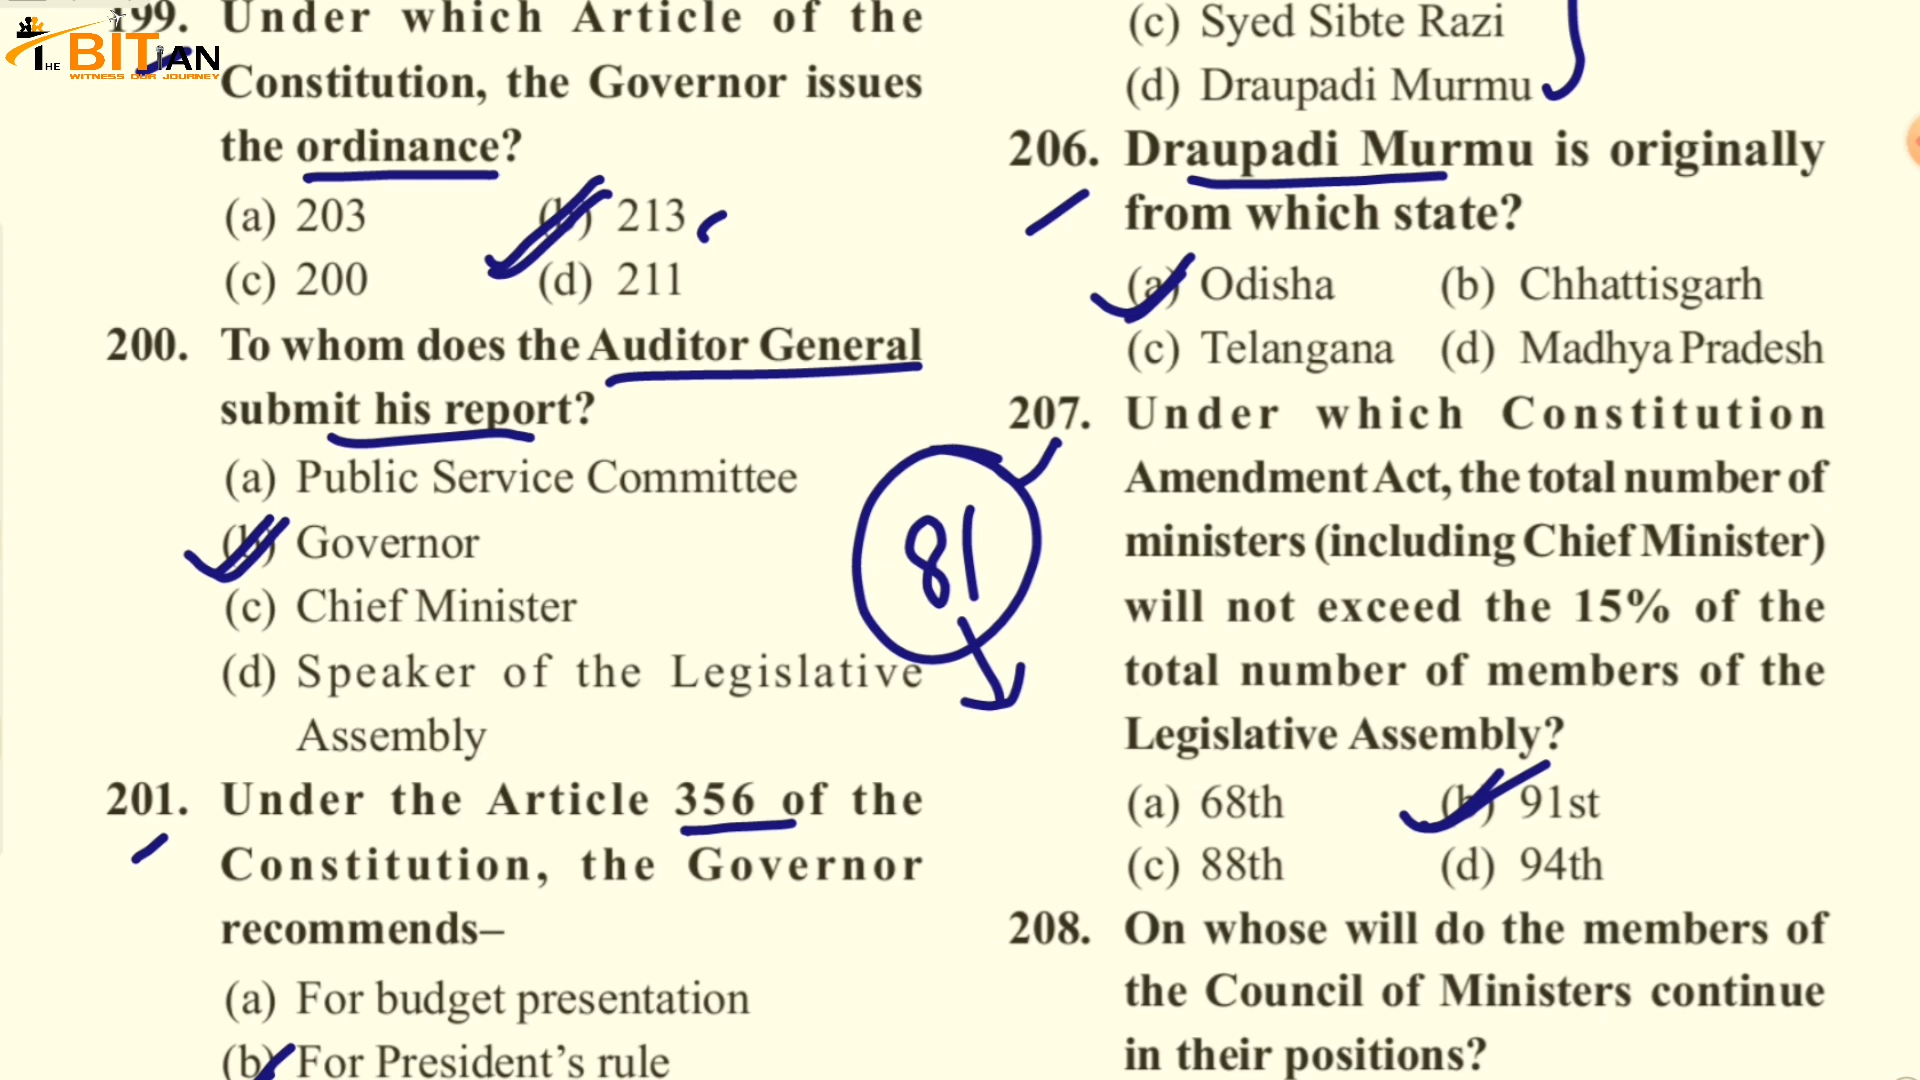 THE BITIAN
WITNESS OUR JOURNEY
199. Under which Article of the
Constitution, the Governor issues
the ordinance?
(a) 203 (b) 213
(c) 200 (d) 211
200. To whom does the Auditor General
submit his report?
(a) Public Service Committee
(b) Governor
(c) Chief Minister
(d) Speaker of the Legislative
Assembly
201. Under the Article 356 of the
Constitution, the Governor
recommends–
(a) For budget presentation
(b) For President’s rule
81
(c) Syed Sibte Razi
(d) Draupadi Murmu
206. Draupadi Murmu is originally
from which state?
(a) Odisha (b) Chhattisgarh
(c) Telangana (d) Madhya Pradesh
207. Under which Constitution
Amendment Act, the total number of
ministers (including Chief Minister)
will not exceed the 15% of the
total number of members of the
Legislative Assembly?
(a) 68th (b) 91st
(c) 88th (d) 94th
208. On whose will do the members of
the Council of Ministers continue
in their positions?